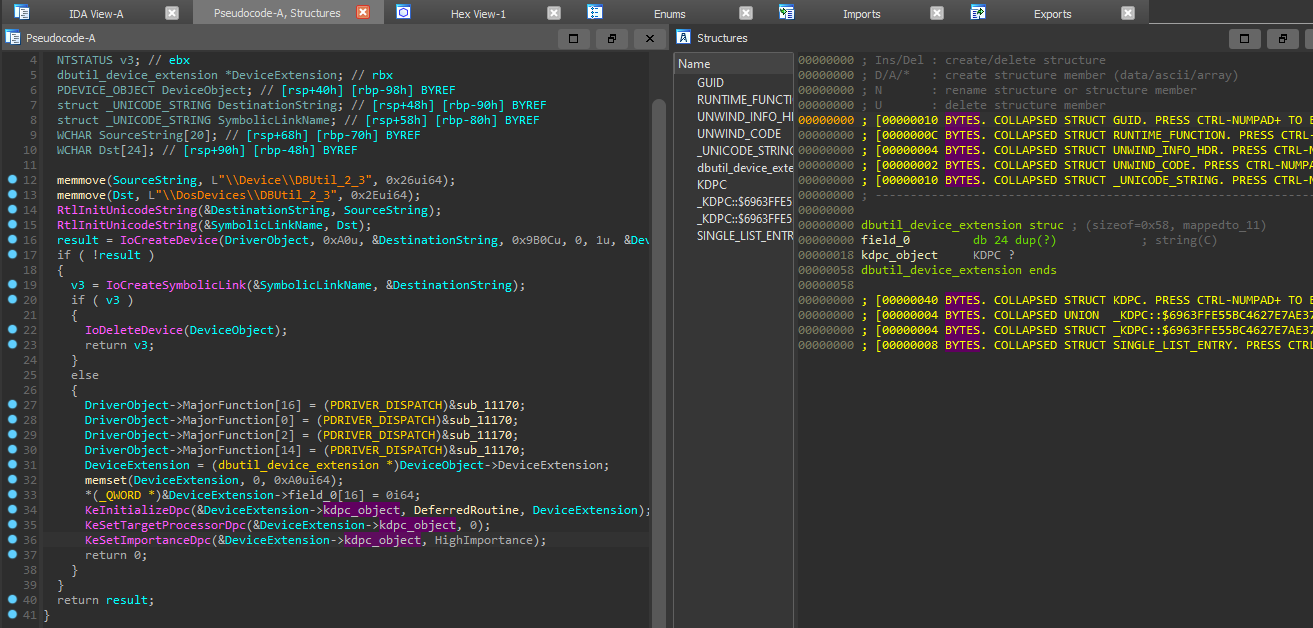 IDA View-A
Pseudocode-A, Structures
Hex View-1
Enums
Imports
Exports
Pseudocode-A
4 NTSTATUS v3; // ebx
5 dbutil_device_extension *DeviceExtension; // rbx
6 PDEVICE_OBJECT DeviceObject; // [rsp+40h] [rbp-98h] BYREF
7 struct _UNICODE_STRING DestinationString; // [rsp+48h] [rbp-90h] BYREF
8 struct _UNICODE_STRING SymbolicLinkName; // [rsp+58h] [rbp-80h] BYREF
9 WCHAR SourceString[20]; // [rsp+68h] [rbp-70h] BYREF
10 WCHAR Dst[24]; // [rsp+90h] [rbp-48h] BYREF
11
12 memmove(SourceString, L"\\Device\\DBUtil_2_3", 0x26ui64);
13 memmove(Dst, L"\\DosDevices\\DBUtil_2_3", 0x2Eui64);
14 RtlInitUnicodeString(&DestinationString, SourceString);
15 RtlInitUnicodeString(&SymbolicLinkName, Dst);
16 result = IoCreateDevice(DriverObject, 0xA0u, &DestinationString, 0x9B0Cu, 0, 1u, &Dev
17 if ( !result )
18 {
19 v3 = IoCreateSymbolicLink(&SymbolicLinkName, &DestinationString);
20 if ( v3 )
21 {
22 IoDeleteDevice(DeviceObject);
23 return v3;
24 }
25 else
26 {
27 DriverObject->MajorFunction[16] = (PDRIVER_DISPATCH)&sub_11170;
28 DriverObject->MajorFunction[0] = (PDRIVER_DISPATCH)&sub_11170;
29 DriverObject->MajorFunction[2] = (PDRIVER_DISPATCH)&sub_11170;
30 DriverObject->MajorFunction[14] = (PDRIVER_DISPATCH)&sub_11170;
31 DeviceExtension = (dbutil_device_extension *)DeviceObject->DeviceExtension;
32 memset(DeviceExtension, 0, 0xA0ui64);
33 *(_QWORD *)&DeviceExtension->field_0[16] = 0i64;
34 KeInitializeDpc(&DeviceExtension->kdpc_object, DeferredRoutine, DeviceExtension);
35 KeSetTargetProcessorDpc(&DeviceExtension->kdpc_object, 0);
36 KeSetImportanceDpc(&DeviceExtension->kdpc_object, HighImportance);
37 return 0;
38 }
39 }
40 return result;
41 }
Structures
Name
GUID
RUNTIME_FUNCTI
UNWIND_INFO_H
UNWIND_CODE
_UNICODE_STRING
dbutil_device_exte
KDPC
_KDPC::$6963FFE5
_KDPC::$6963FFE5
SINGLE_LIST_ENTR
00000000 ; Ins/Del : create/delete structure
00000000 ; D/A/* : create structure member (data/ascii/array)
00000000 ; N : rename structure or structure member
00000000 ; U : delete structure member
00000000 ; [00000010 BYTES. COLLAPSED STRUCT GUID. PRESS CTRL-NUMPAD+ TO E
00000000 ; [0000000C BYTES. COLLAPSED STRUCT RUNTIME_FUNCTION. PRESS CTRL-
00000000 ; [00000004 BYTES. COLLAPSED STRUCT UNWIND_INFO_HDR. PRESS CTRL-N
00000000 ; [00000002 BYTES. COLLAPSED STRUCT UNWIND_CODE. PRESS CTRL-NUMPA
00000000 ; [00000010 BYTES. COLLAPSED STRUCT _UNICODE_STRING. PRESS CTRL-N
00000000 ; ---------------------------------------------------------------
00000000
00000000 dbutil_device_extension struc ; (sizeof=0x58, mappedto_11)
00000000 field_0 db 24 dup(?) ; string(C)
00000018 kdpc_object KDPC ?
00000058 dbutil_device_extension ends
00000058
00000000 ; [00000040 BYTES. COLLAPSED STRUCT KDPC. PRESS CTRL-NUMPAD+ TO E
00000000 ; [00000004 BYTES. COLLAPSED UNION _KDPC::$6963FFE55BC4627E7AE37
00000000 ; [00000004 BYTES. COLLAPSED STRUCT _KDPC::$6963FFE55BC4627E7AE37
00000000 ; [00000008 BYTES. COLLAPSED STRUCT SINGLE_LIST_ENTRY. PRESS CTRL